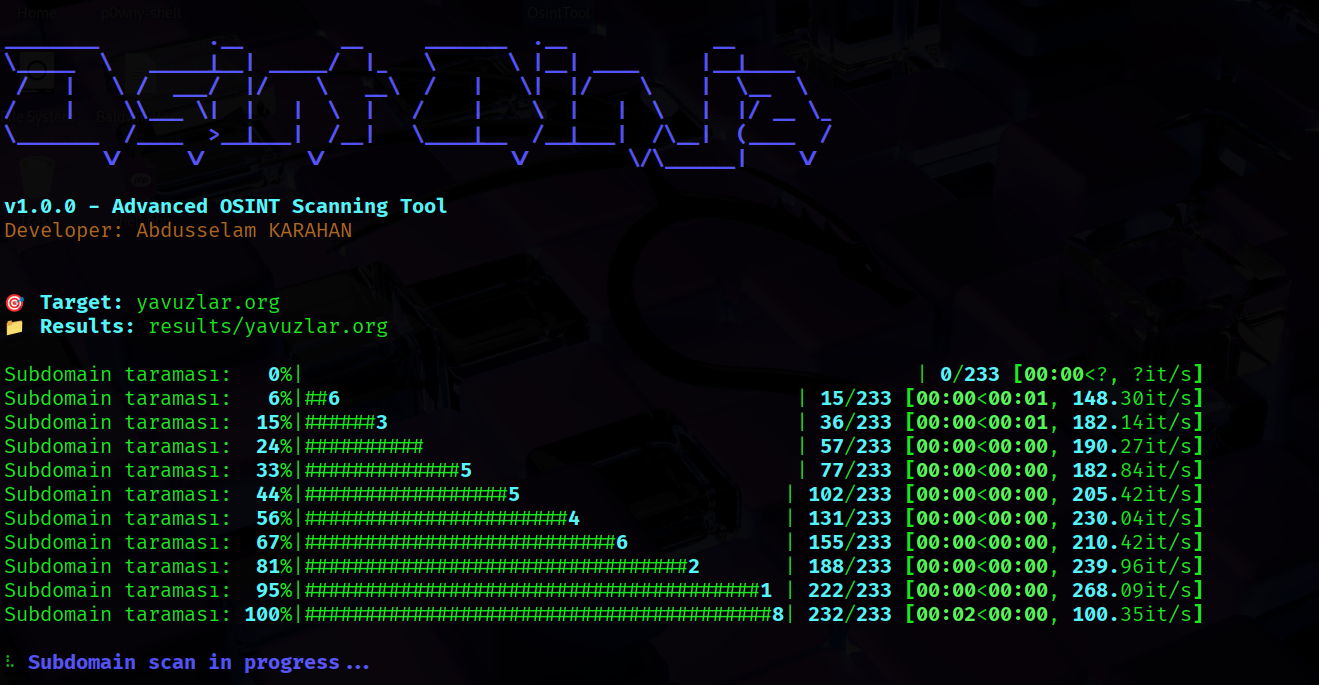 Home pöwny-shell OsintTool
v1.0.0 - Advanced OSINT Scanning Tool
Developer: Abdusselam KARAHAN
🎯 Target: yavuzlar.org
📁 Results: results/yavuzlar.org
Subdomain taraması: 0%| | 0/233 [00:00<?, ?it/s]
Subdomain taraması: 6%|##6 | 15/233 [00:00<00:01, 148.30it/s]
Subdomain taraması: 15%|######3 | 36/233 [00:00<00:01, 182.14it/s]
Subdomain taraması: 24%|########## | 57/233 [00:00<00:00, 190.27it/s]
Subdomain taraması: 33%|#############5 | 77/233 [00:00<00:00, 182.84it/s]
Subdomain taraması: 44%|#################5 | 102/233 [00:00<00:00, 205.42it/s]
Subdomain taraması: 56%|######################4 | 131/233 [00:00<00:00, 230.04it/s]
Subdomain taraması: 67%|##########################6 | 155/233 [00:00<00:00, 210.42it/s]
Subdomain taraması: 81%|################################2 | 188/233 [00:00<00:00, 239.96it/s]
Subdomain taraması: 95%|######################################1 | 222/233 [00:00<00:00, 268.09it/s]
Subdomain taraması: 100%|#######################################8| 232/233 [00:02<00:00, 100.35it/s]
Subdomain scan in progress...